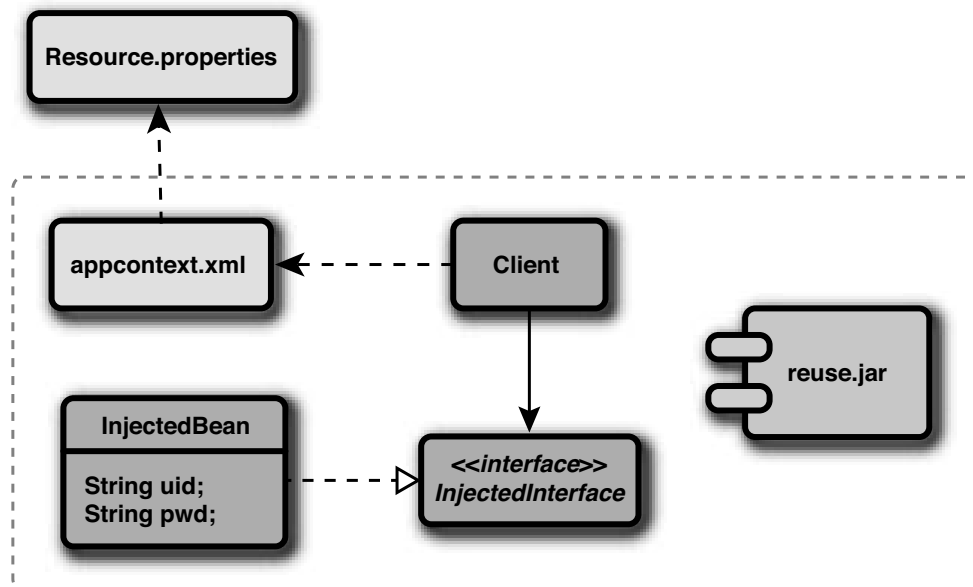 Resource.properties
appcontext.xml
Client
reuse.jar
InjectedBean
String uid;
String pwd;
<<interface>>
InjectedInterface